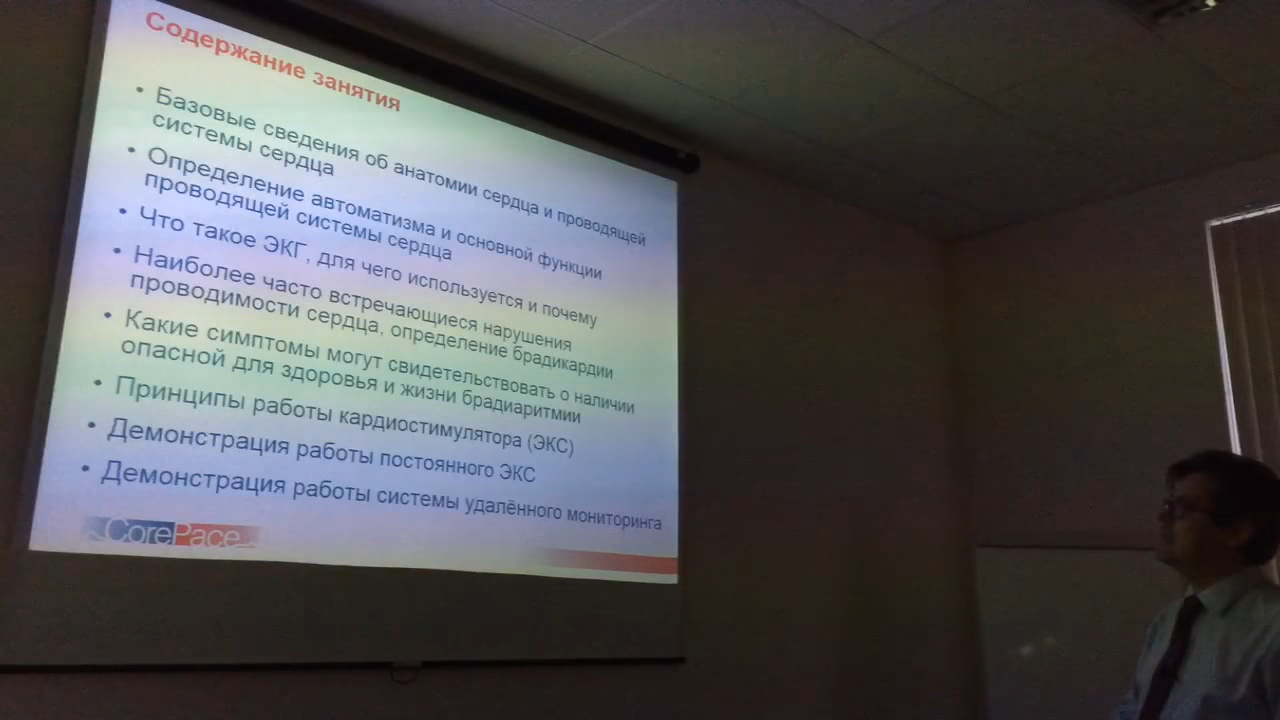 Содержание занятия
• Базовые сведения об анатомии сердца и проводящей
системы сердца
• Определение автоматизма и основной функции
проводящей системы сердца
• Что такое ЭКГ, для чего используется и почему
• Наиболее часто встречающиеся нарушения
проводимости сердца, определение брадикардии
• Какие симптомы могут свидетельствовать о наличии
опасной для здоровья и жизни брадиаритмии
• Принципы работы кардиостимулятора (ЭКС)
• Демонстрация работы постоянного ЭКС
• Демонстрация работы системы удалённого мониторинга
CorePace